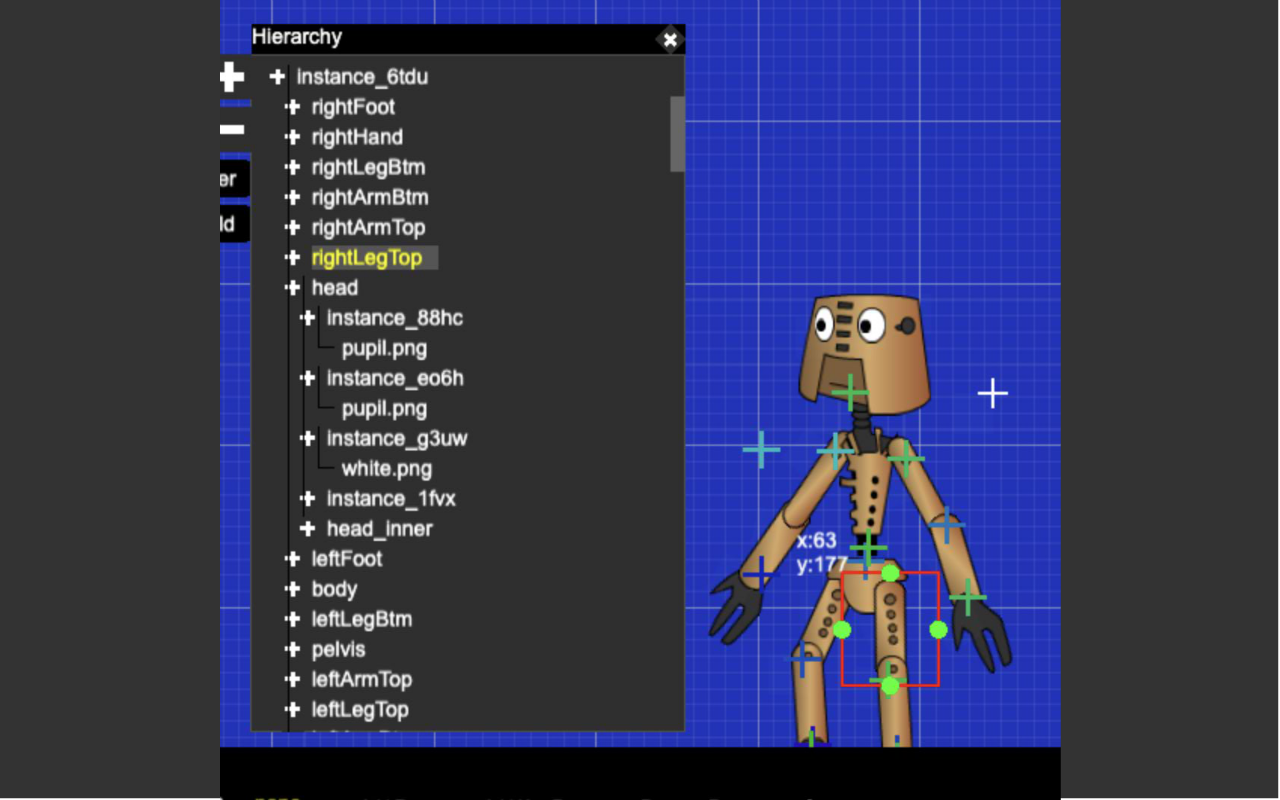 Hierarchy
instance_6tdu
rightFoot
rightHand
rightLegBtm
er
rightArmBtm
ld
rightArmTop
rightLegTop
head
instance_88hc
pupil.png
instance_eo6h
pupil.png
instance_g3uw
white.png
instance_1fvx
head_inner
leftFoot
body
leftLegBtm
pelvis
leftArmTop
leftLegTop
x:63
y:177